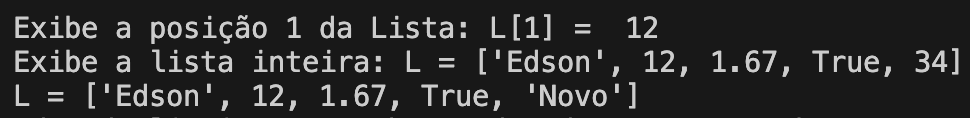 Exibe a posição 1 da Lista: L[1] =  12
Exibe a lista inteira: L = ['Edson', 12, 1.67, True, 34]
L = ['Edson', 12, 1.67, True, 'Novo']